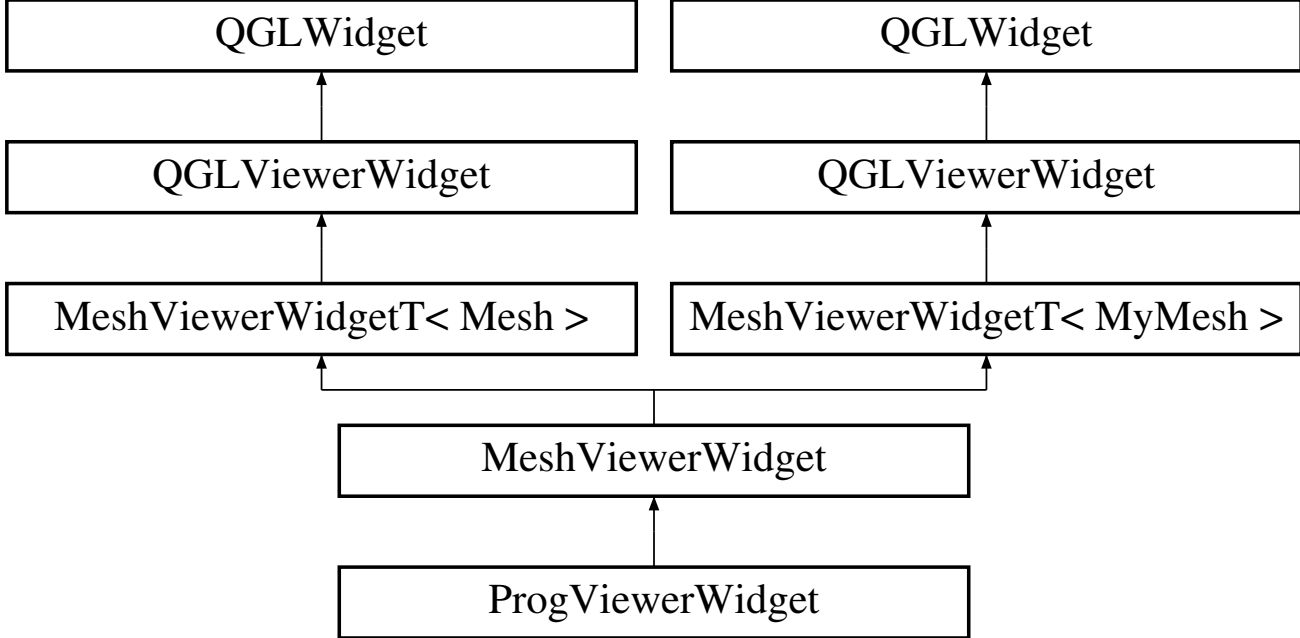 QGLWidget
QGLWidget
QGLViewerWidget
QGLViewerWidget
MeshViewerWidgetT< Mesh >
MeshViewerWidgetT< MyMesh >
MeshViewerWidget
ProgViewerWidget